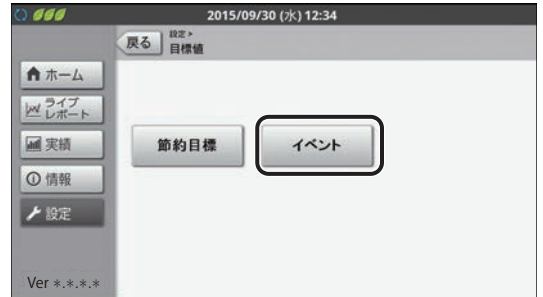 2015/09/30 (水) 12:34
戻る
設定 >
目標値
ホーム
ライブ
レポート
実績
情報
設定
節約目標
イベント
Ver *.*.*.*